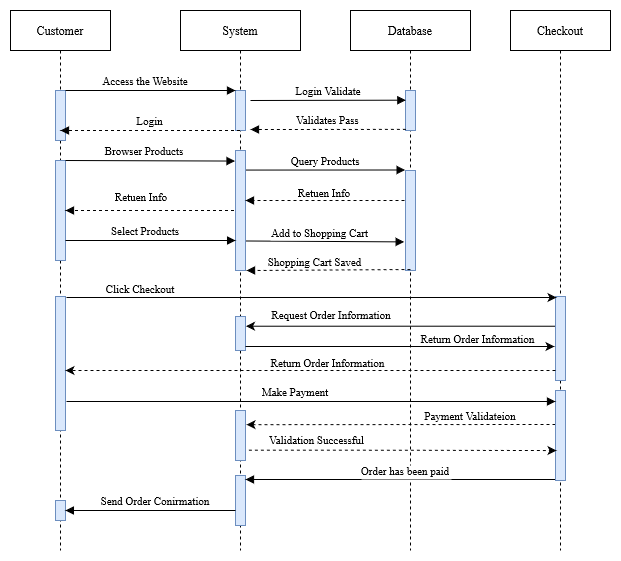 Customer
System
Database
Checkout
Access the Website
Login Validate
Login
Validates Pass
Browser Products
Query Products
Retuen Info
Retuen Info
Select Products
Add to Shopping Cart
Shopping Cart Saved
Click Checkout
Request Order Information
Return Order Information
Return Order Information
Make Payment
Payment Validateion
Validation Successful
Order has been paid
Send Order Conirmation